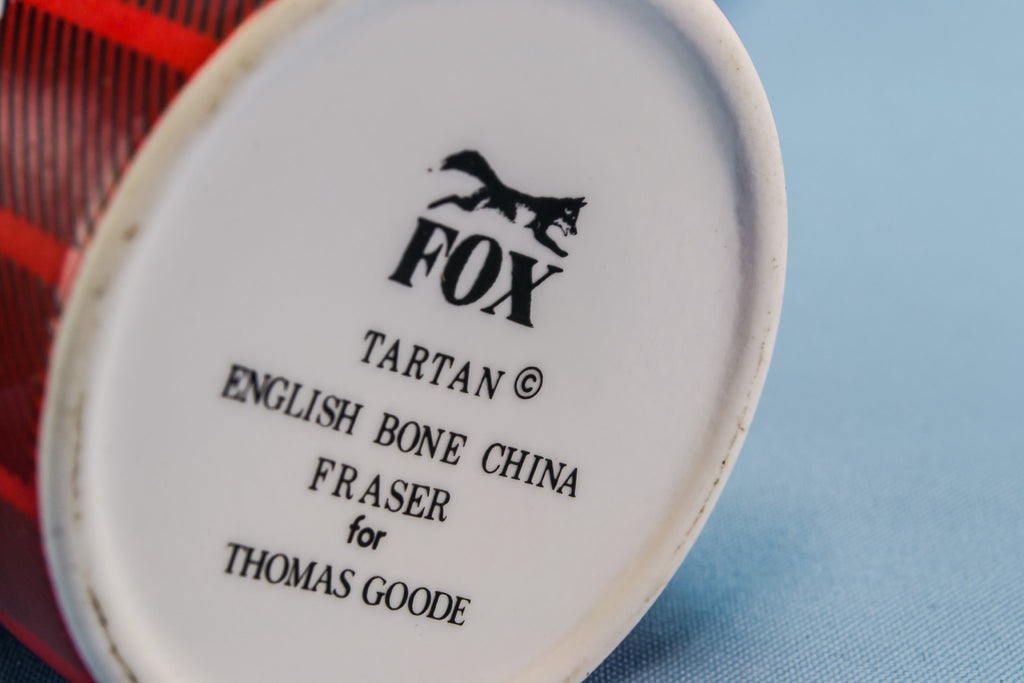 FOX
TARTAN ©
ENGLISH BONE CHINA
FRASER
for
THOMAS GOODE